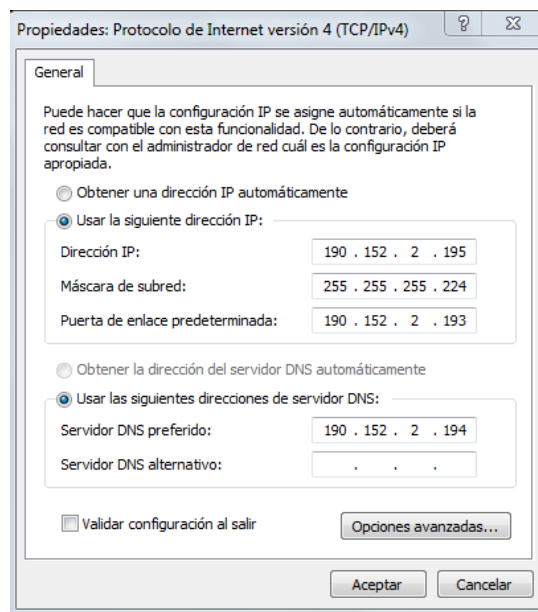 Propiedades: Protocolo de Internet versión 4 (TCP/IPv4)
General
Puede hacer que la configuración IP se asigne automáticamente si la
red es compatible con esta funcionalidad. De lo contrario, deberá
consultar con el administrador de red cuál es la configuración IP
apropiada.
Obtener una dirección IP automáticamente
Usar la siguiente dirección IP:
Dirección IP: 190 . 152 . 2 . 195
Máscara de subred: 255 . 255 . 255 . 224
Puerta de enlace predeterminada: 190 . 152 . 2 . 193
Obtener la dirección del servidor DNS automáticamente
Usar las siguientes direcciones de servidor DNS:
Servidor DNS preferido: 190 . 152 . 2 . 194
Servidor DNS alternativo: . . .
Validar configuración al salir Opciones avanzadas...
Aceptar Cancelar